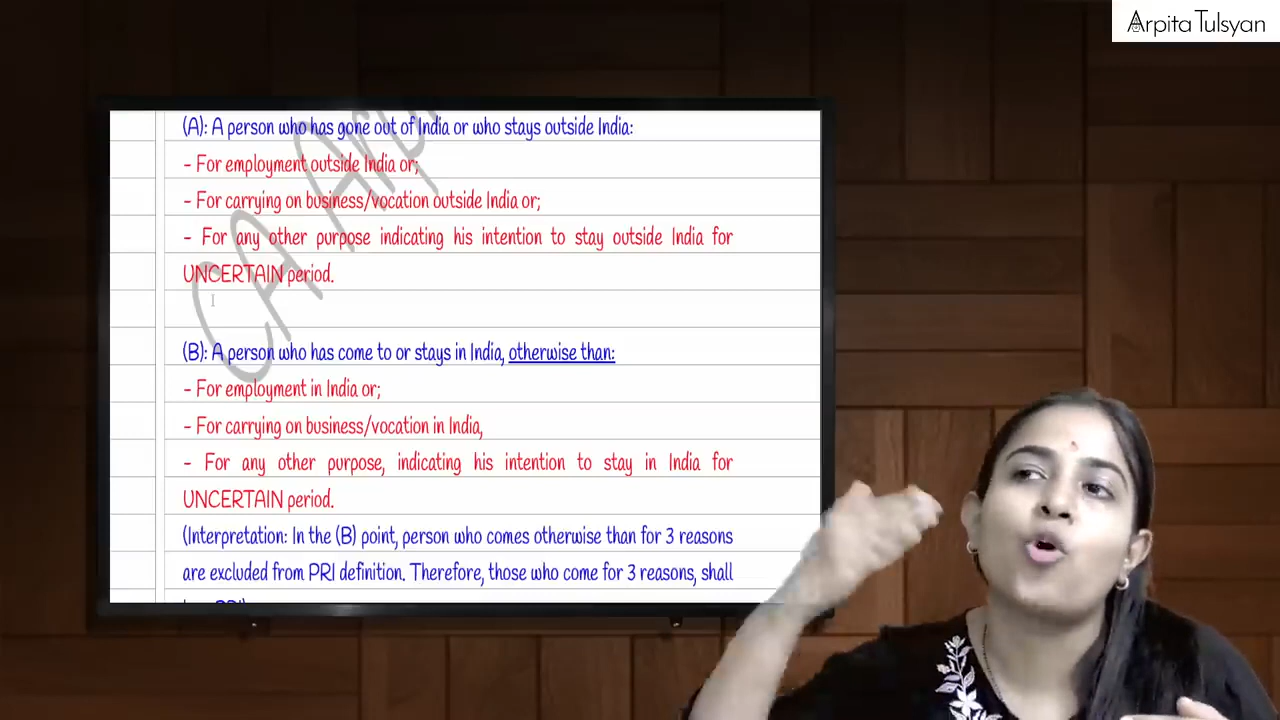 Arpita Tulsyan
(A): A person who has gone out of India or who stays outside India:
- For employment outside India or;
- For carrying on business/vocation outside India or;
- For any other purpose indicating his intention to stay outside India for
UNCERTAIN period.
(B): A person who has come to or stays in India, otherwise than:
- For employment in India or;
- For carrying on business/vocation in India,
- For any other purpose, indicating his intention to stay in India for
UNCERTAIN period.
(Interpretation: In the (B) point, person who comes otherwise than for 3 reasons
are excluded from PRI definition. Therefore, those who come for 3 reasons, shall
CA Arpi